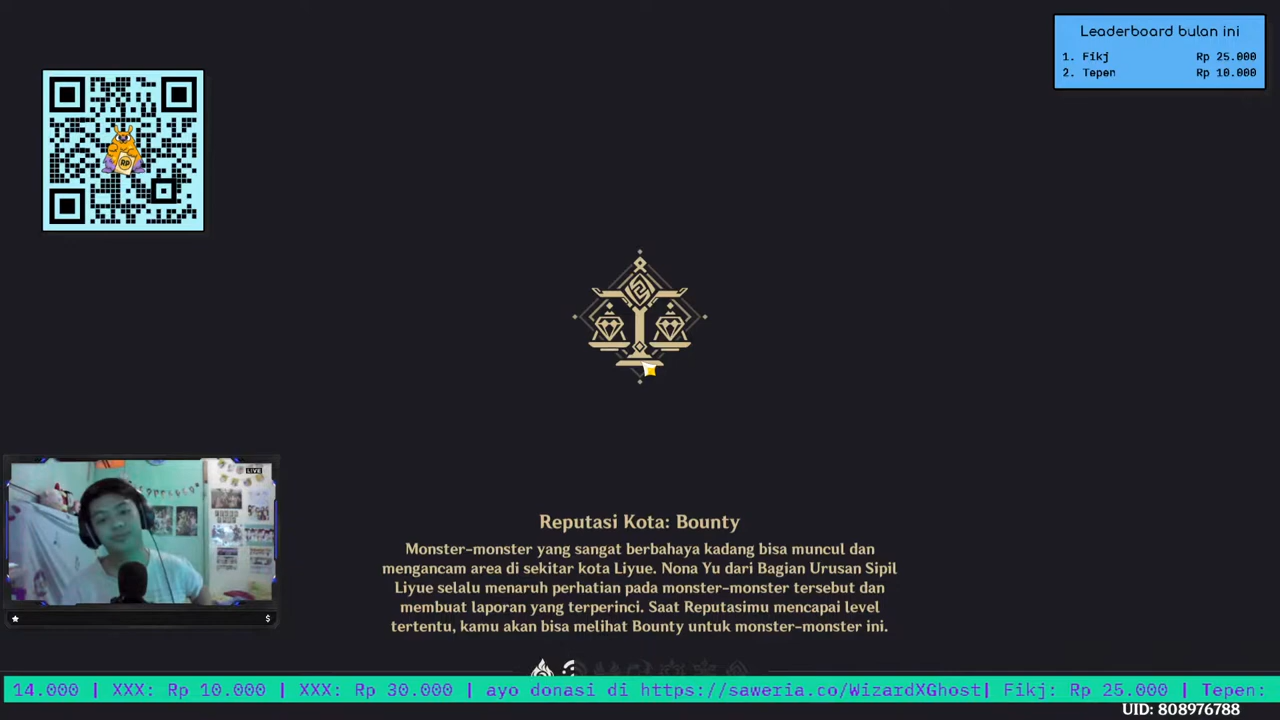 Leaderboard bulan ini
1. Fikj Rp 25.000
2. Tepen Rp 10.000
RP
LIVE
Reputasi Kota: Bounty
Monster-monster yang sangat berbahaya kadang bisa muncul dan
mengancam area di sekitar kota Liyue. Nona Yu dari Bagian Urusan Sipil
Liyue selalu menaruh perhatian pada monster-monster tersebut dan
membuat laporan yang terperinci. Saat Reputasimu mencapai level
tertentu, kamu akan bisa melihat Bounty untuk monster-monster ini.
$
14.000 | XXX: Rp 10.000 | XXX: Rp 30.000 | ayo donasi di https://saweria.co/WizardXGhost| Fikj: Rp 25.000 | Tepen:
UID: 808976788